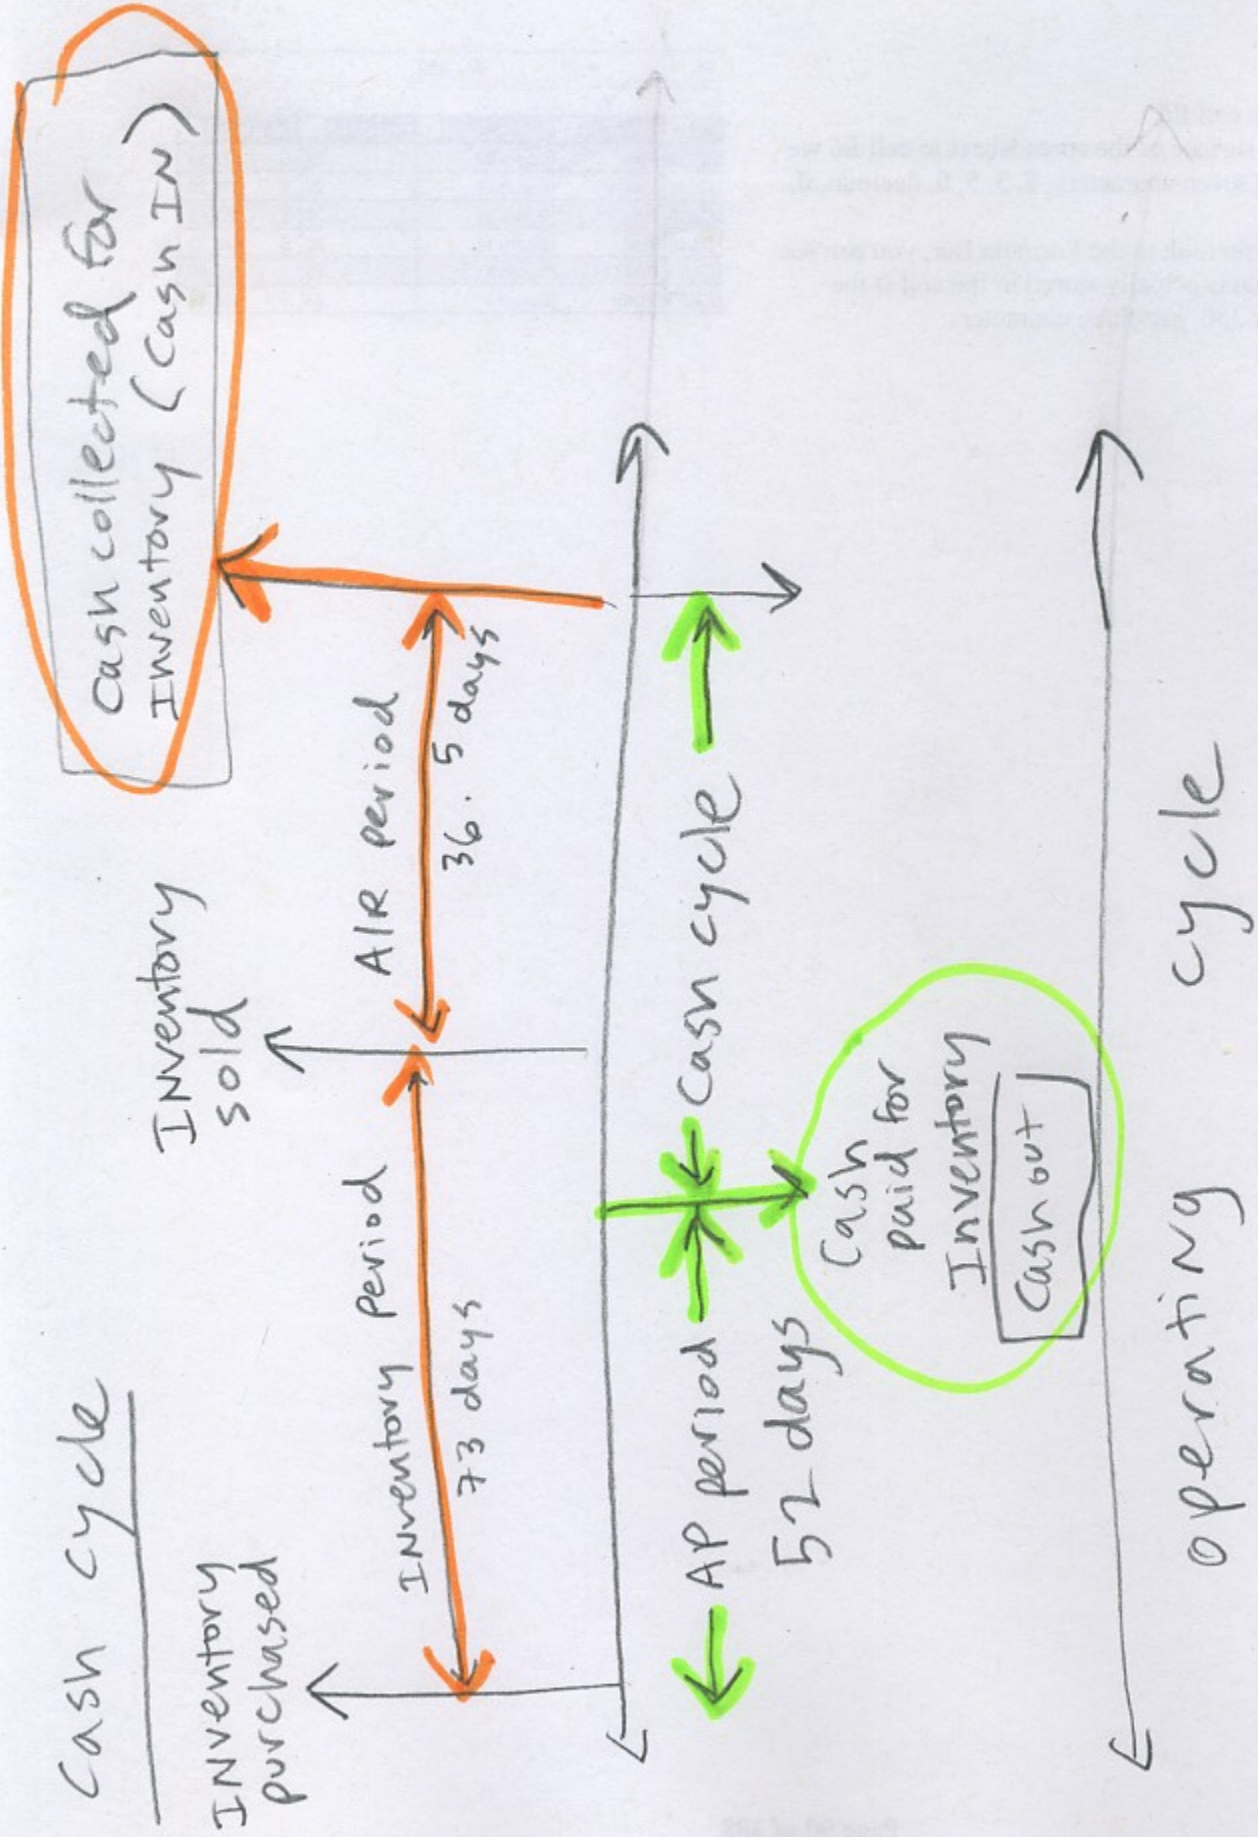 Cash cycle
Inventory
purchased
Inventory
sold
Cash collected for
Inventory (Cash IN)
Inventory period
73 days
A/R period
36.5 days
AP period
52 days
Cash cycle
Cash
paid for
Inventory
Cash out
operating cycle